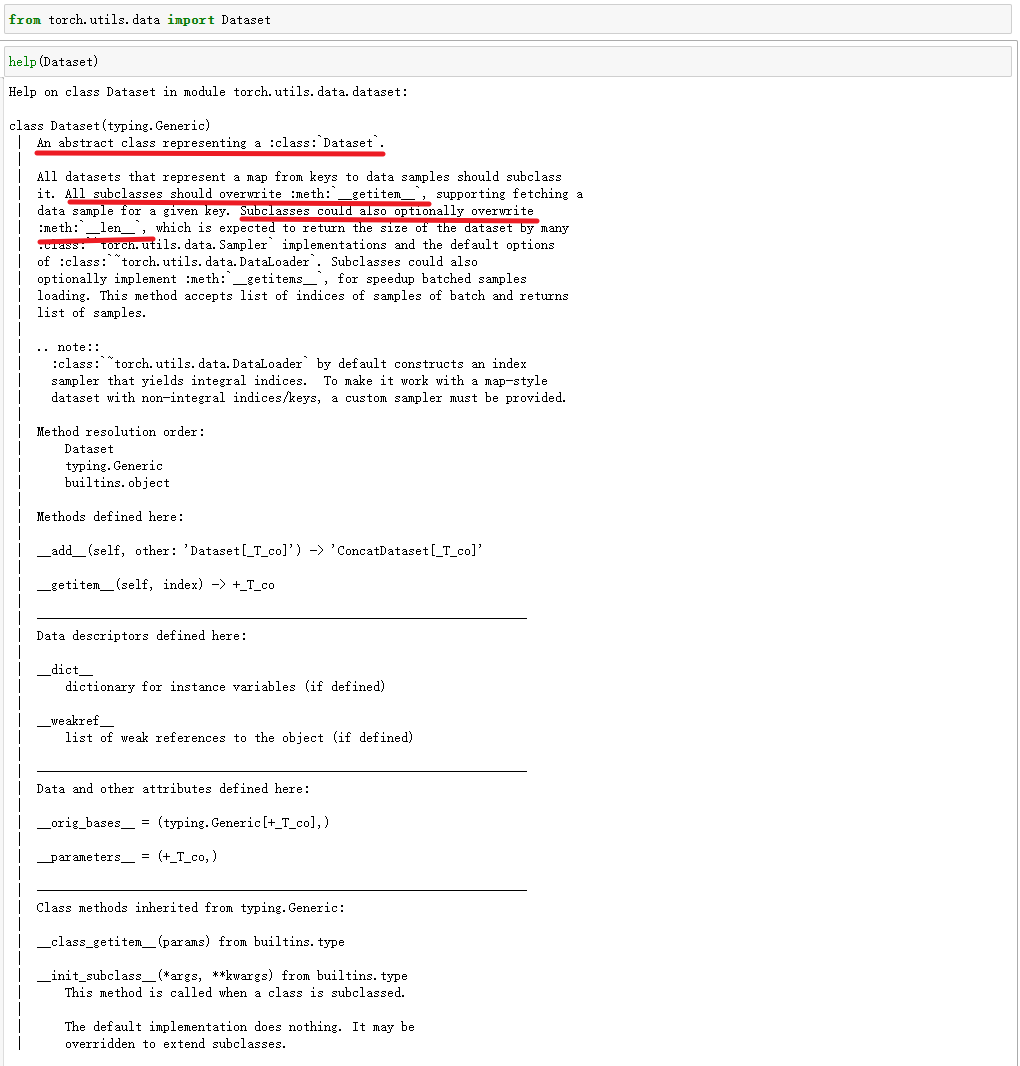 from torch.utils.data import Dataset
help(Dataset)
Help on class Dataset in module torch.utils.data.dataset:
class Dataset(typing.Generic)
 |  An abstract class representing a :class:`Dataset`.
 |
 |  All datasets that represent a map from keys to data samples should subclass
 |  it. All subclasses should overwrite :meth:`__getitem__`, supporting fetching a
 |  data sample for a given key. Subclasses could also optionally overwrite
 |  :meth:`__len__`, which is expected to return the size of the dataset by many
 |  :class:`~torch.utils.data.Sampler` implementations and the default options
 |  of :class:`~torch.utils.data.DataLoader`. Subclasses could also
 |  optionally implement :meth:`__getitems__`, for speedup batched samples
 |  loading. This method accepts list of indices of samples of batch and returns
 |  list of samples.
 |
 |  .. note::
 |    :class:`~torch.utils.data.DataLoader` by default constructs an index
 |    sampler that yields integral indices.  To make it work with a map-style
 |    dataset with non-integral indices/keys, a custom sampler must be provided.
 |
 |  Method resolution order:
 |      Dataset
 |      typing.Generic
 |      builtins.object
 |
 |  Methods defined here:
 |
 |  __add__(self, other: 'Dataset[_T_co]') -> 'ConcatDataset[_T_co]'
 |
 |  __getitem__(self, index) -> +_T_co
 |
 |  ----------------------------------------------------------------------
 |  Data descriptors defined here:
 |
 |  __dict__
 |      dictionary for instance variables (if defined)
 |
 |  __weakref__
 |      list of weak references to the object (if defined)
 |
 |  ----------------------------------------------------------------------
 |  Data and other attributes defined here:
 |
 |  __orig_bases__ = (typing.Generic[+_T_co],)
 |
 |  __parameters__ = (+_T_co,)
 |
 |  ----------------------------------------------------------------------
 |  Class methods inherited from typing.Generic:
 |
 |  __class_getitem__(params) from builtins.type
 |
 |  __init_subclass__(*args, **kwargs) from builtins.type
 |      This method is called when a class is subclassed.
 |
 |      The default implementation does nothing. It may be
 |      overridden to extend subclasses.